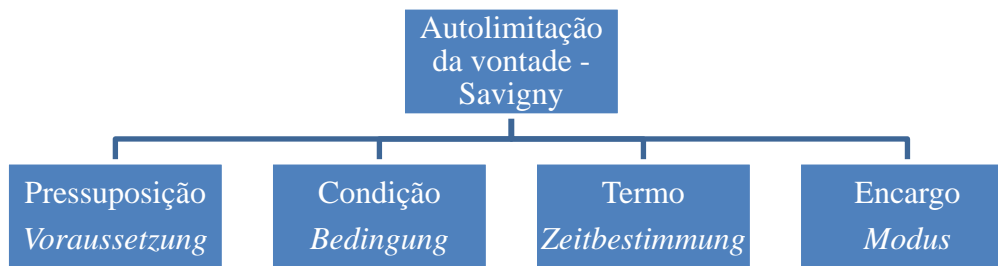 Autolimitação
da vontade -
Savigny
Pressuposição
Voraussetzung
Condição
Bedingung
Termo
Zeitbestimmung
Encargo
Modus